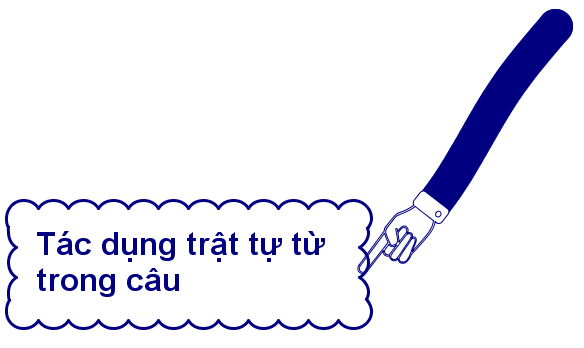 Tác dụng trật tự từ
trong câu